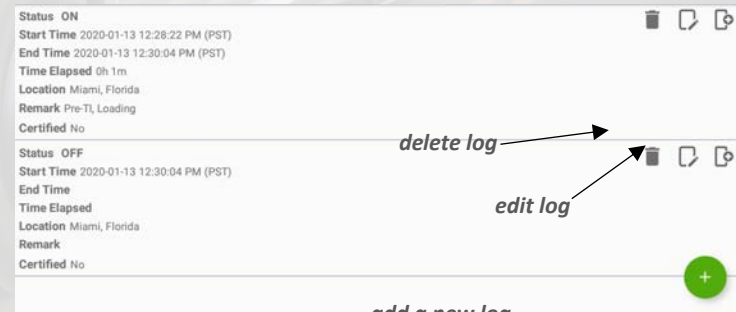 Status ON
Start Time 2020-01-13 12:28:22 PM (PST)
End Time 2020-01-13 12:30:04 PM (PST)
Time Elapsed 0h 1m
Location Miami, Florida
Remark Pre-TI, Loading
Certified No
delete log
Status OFF
Start Time 2020-01-13 12:30:04 PM (PST)
End Time
Time Elapsed
edit log
Location Miami, Florida
Remark
Certified No
+
add a new log